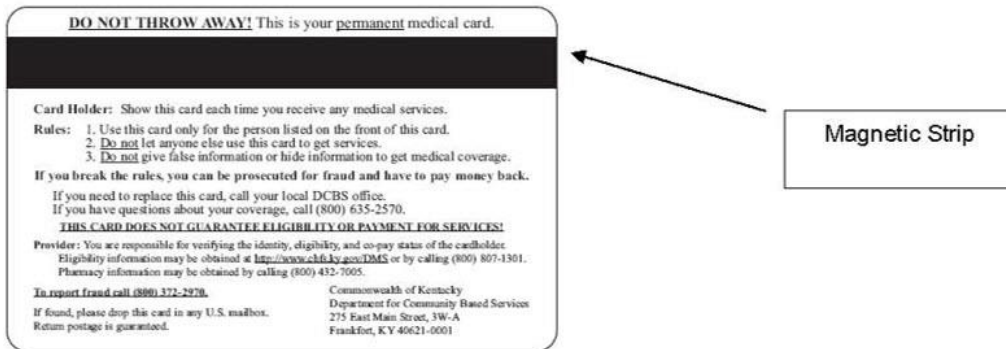 DO NOT THROW AWAY! This is your permanent medical card.
Magnetic Strip
Card Holder: Show this card each time you receive any medical services.
Rules: 1. Use this card only for the person listed on the front of this card.
2. Do not let anyone else use this card to get services.
3. Do not give false information or hide information to get medical coverage.
If you break the rules, you can be prosecuted for fraud and have to pay money back.
If you need to replace this card, call your local DCBS office.
If you have questions about your coverage, call (800) 635-2570.
THIS CARD DOES NOT GUARANTEE ELIGIBILITY OR PAYMENT FOR SERVICES!
Provider: You are responsible for verifying the identity, eligibility, and co-pay status of the cardholder.
Eligibility information may be obtained at http://www.chfs.ky.gov/DMS or by calling (800) 807-1301.
Pharmacy information may be obtained by calling (800) 432-7005.
To report fraud call (800) 372-2970.
If found, please drop this card in any U.S. mailbox.
Return postage is guaranteed.
Commonwealth of Kentucky
Department for Community Based Services
275 East Main Street, 3W-A
Frankfort, KY 40621-0001